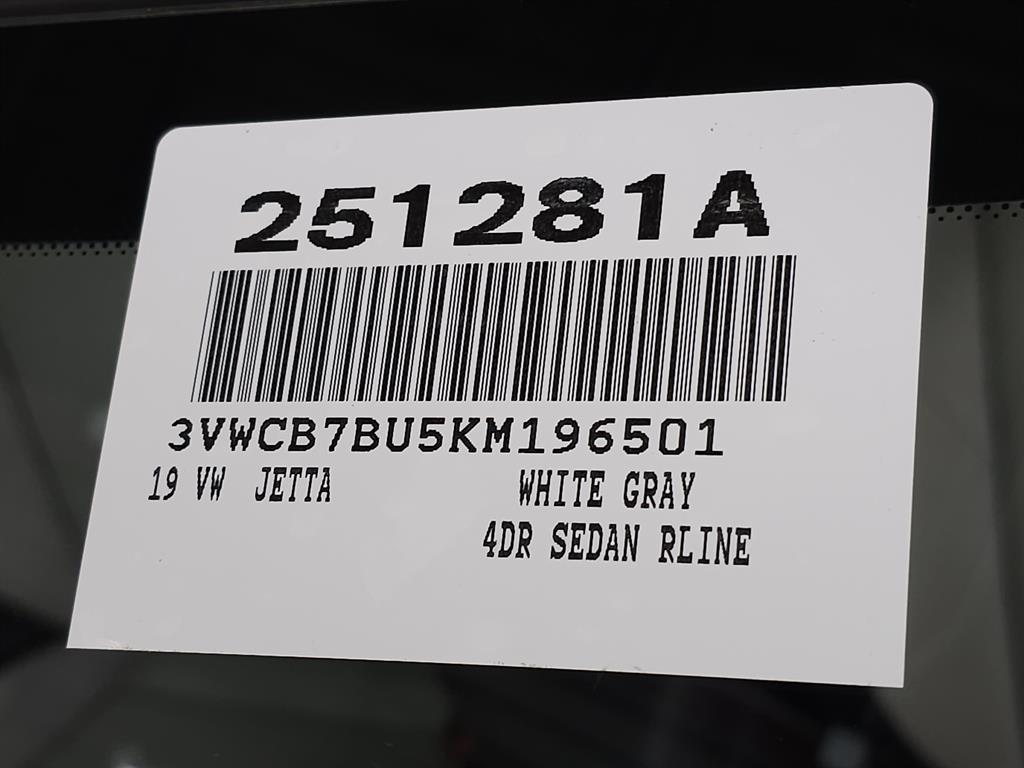 251281A
3VWCB7BU5KM196501
19 VW JETTA WHITE GRAY
4DR SEDAN RLINE